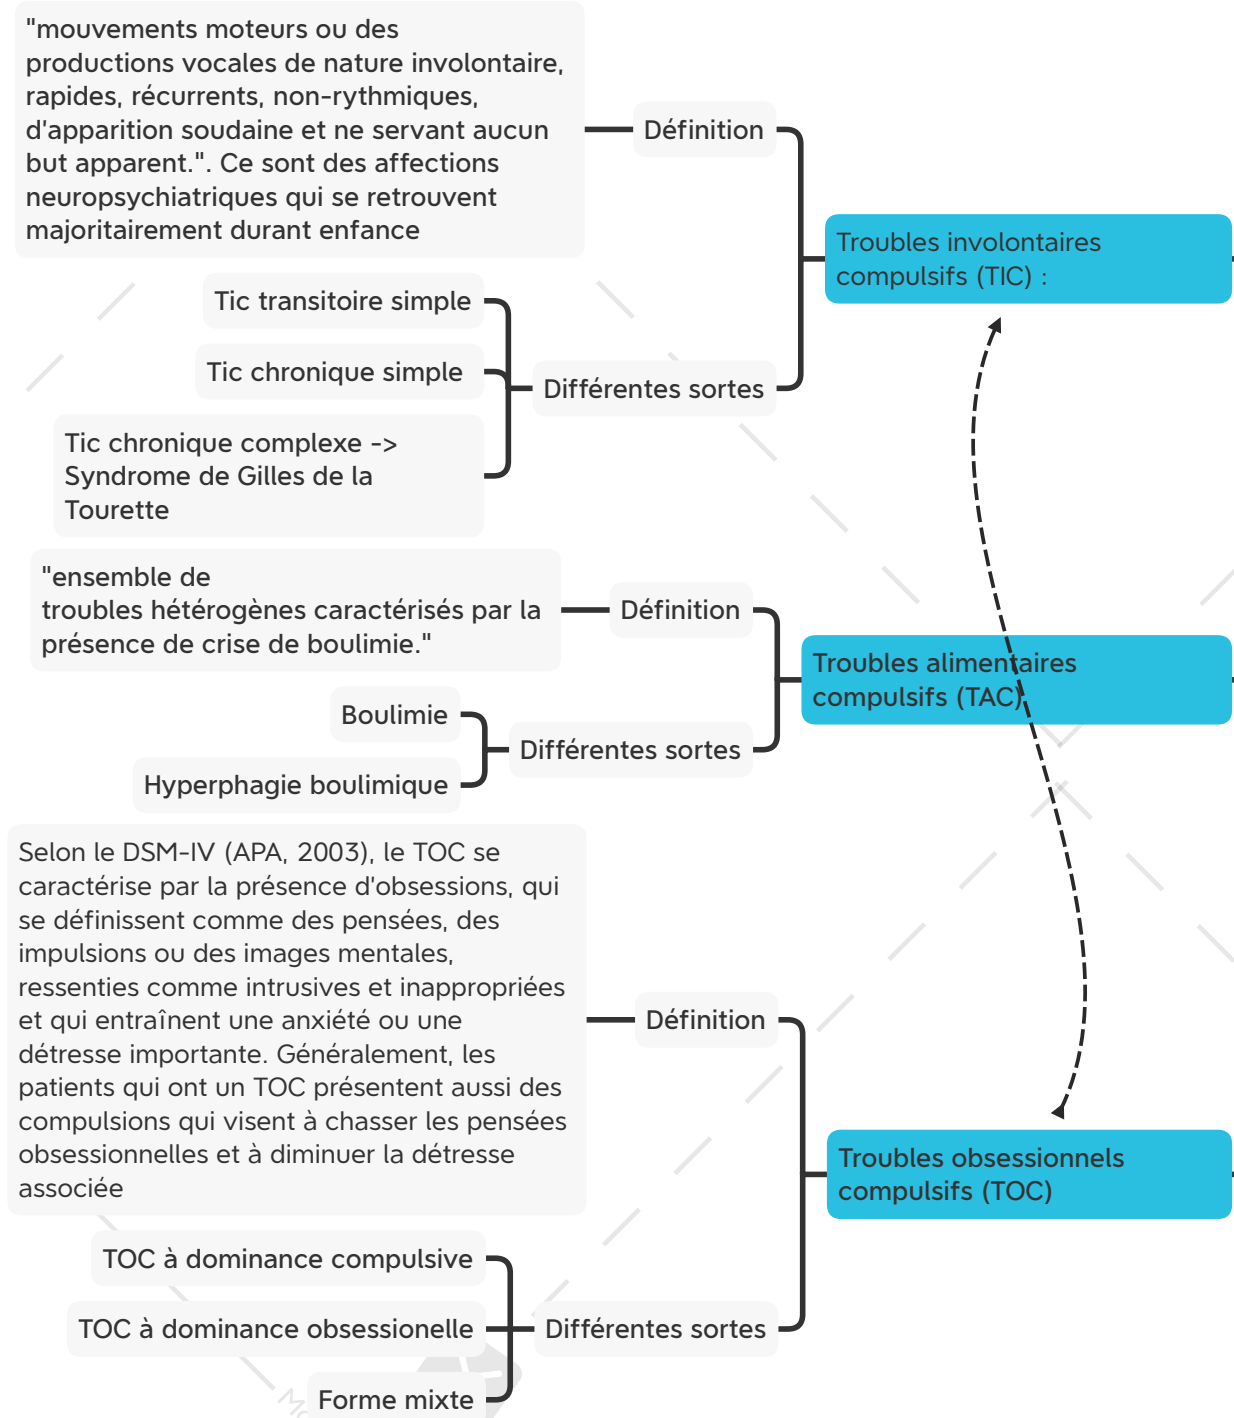 "mouvements moteurs ou des
productions vocales de nature involontaire,
rapides, récurrents, non-rythmiques,
d'apparition soudaine et ne servant aucun
but apparent.". Ce sont des affections
neuropsychiatriques qui se retrouvent
majoritairement durant enfance
Définition
Troubles involontaires
compulsifs (TIC) :
Tic transitoire simple
Tic chronique simple
Différentes sortes
Tic chronique complexe ->
Syndrome de Gilles de la
Tourette
"ensemble de
troubles hétérogènes caractérisés par la
présence de crise de boulimie."
Définition
Troubles alimentaires
compulsifs (TAC)
Boulimie
Différentes sortes
Hyperphagie boulimique
Selon le DSM-IV (APA, 2003), le TOC se
caractérise par la présence d'obsessions, qui
se définissent comme des pensées, des
impulsions ou des images mentales,
ressenties comme intrusives et inappropriées
et qui entraînent une anxiété ou une
détresse importante. Généralement, les
patients qui ont un TOC présentent aussi des
compulsions qui visent à chasser les pensées
obsessionnelles et à diminuer la détresse
associée
Définition
Troubles obsessionnels
compulsifs (TOC)
TOC à dominance compulsive
TOC à dominance obsessionelle
Différentes sortes
Forme mixte